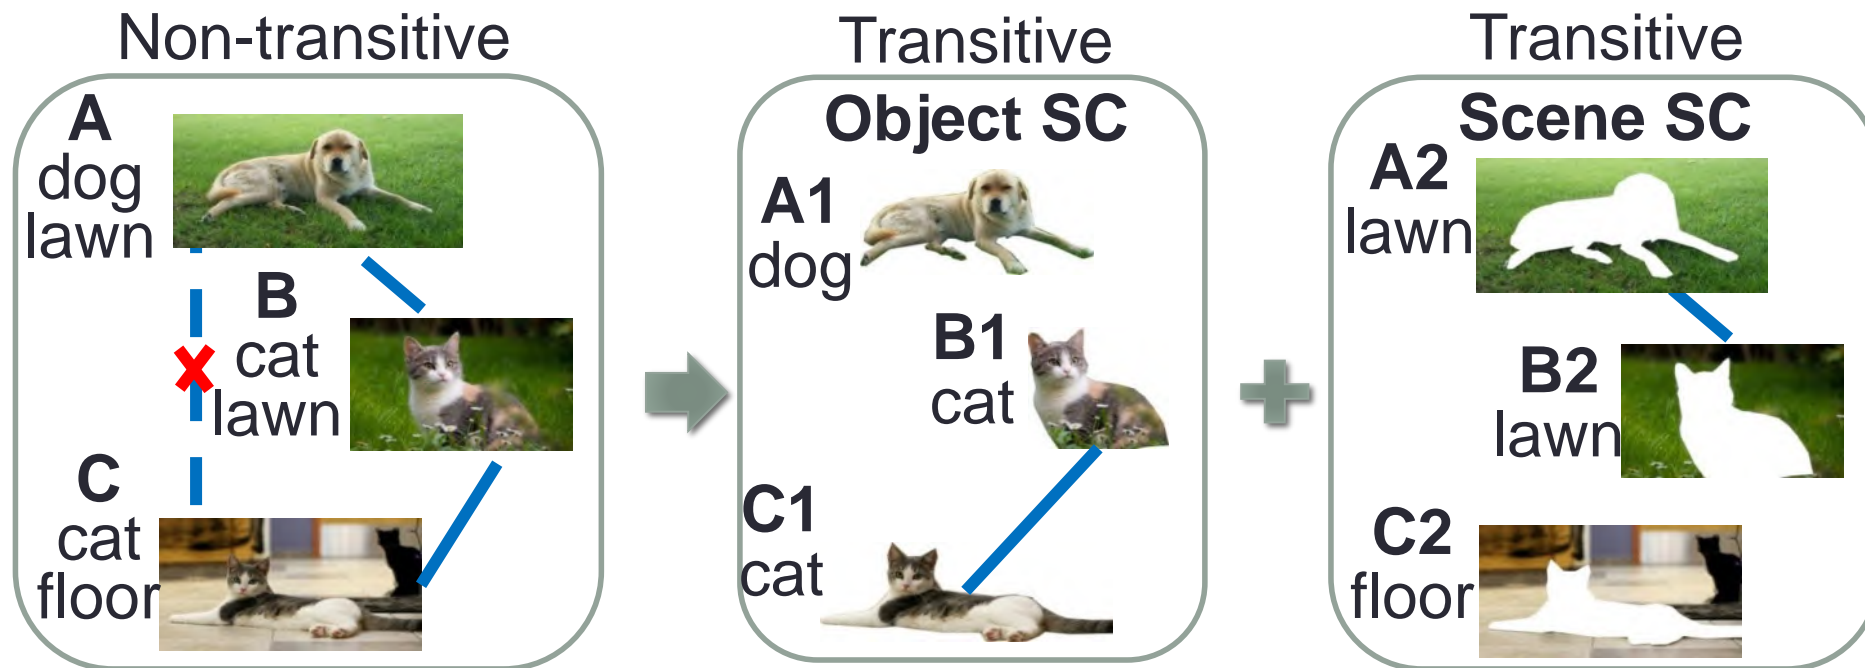 Non-transitive
A
dog
lawn
B
cat
lawn
C
cat
floor
Transitive
Object SC
A1
dog
B1
cat
C1
cat
Transitive
Scene SC
A2
lawn
B2
lawn
C2
floor